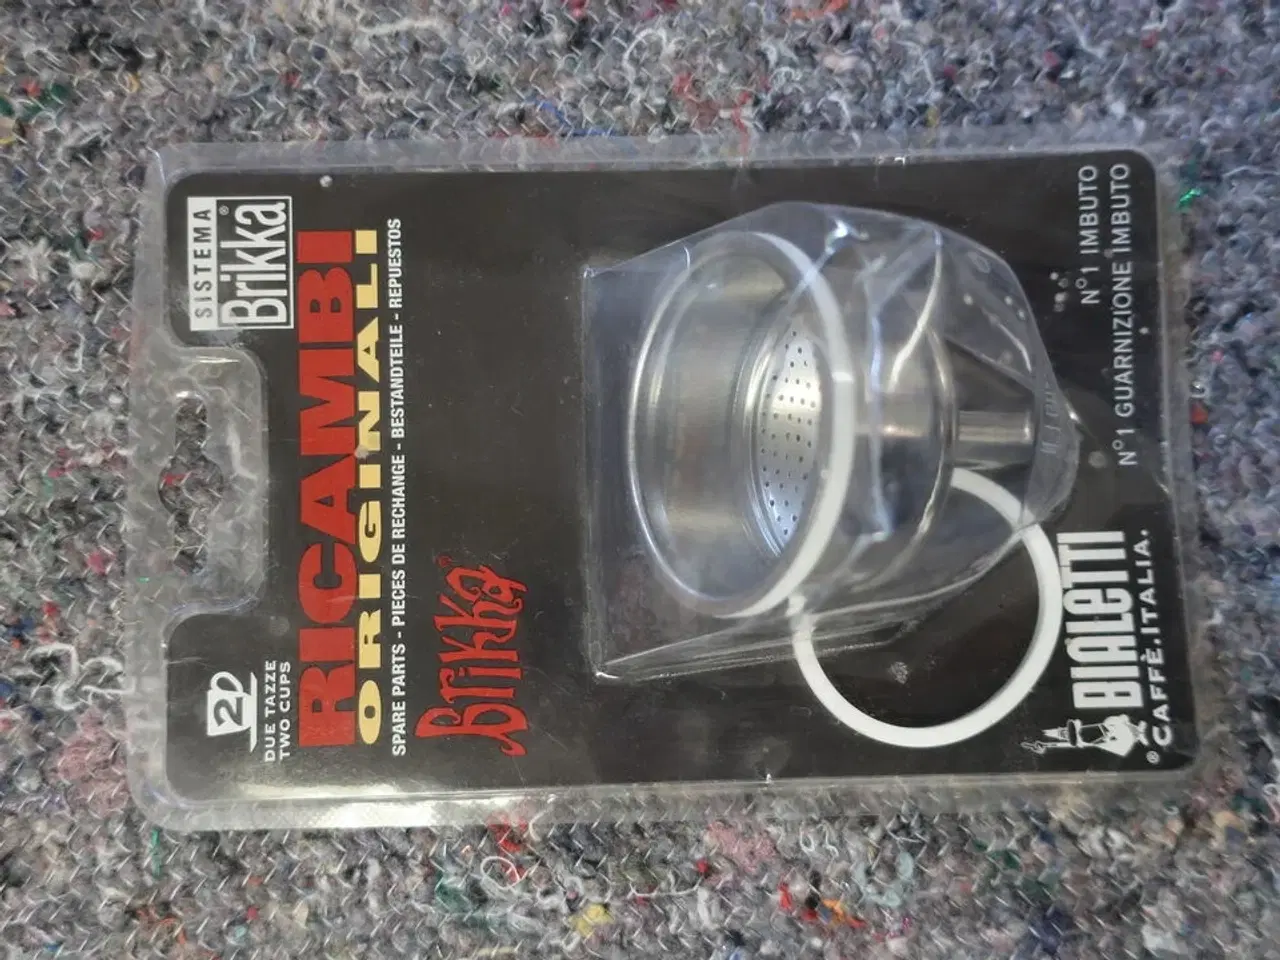 SISTEMA
Brikka®
2P
DUE TAZZE
TWO CUPS
RICAMBI
ORIGINALI
SPARE PARTS - PIECES DE RECHANGE - BESTANDTEILE - REPUESTOS
Brikka®
N°1 IMBUTO
N°1 GUARNIZIONE IMBUTO
BIALETTI
® CAFFÈ.ITALIA.